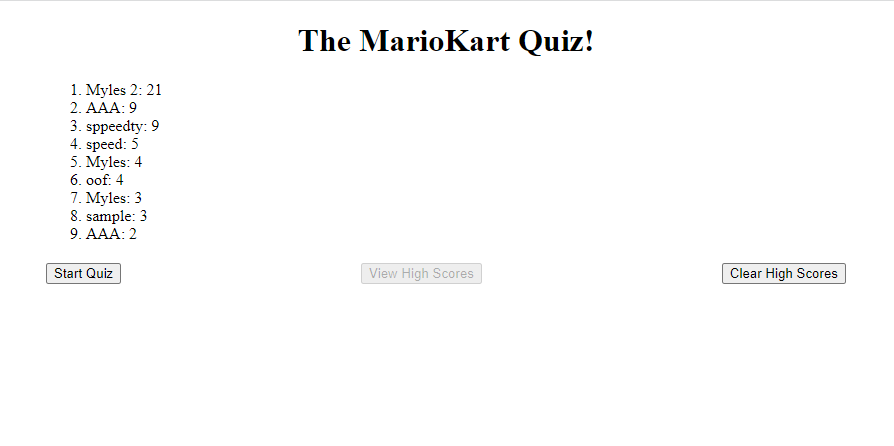 The MarioKart Quiz!
1. Myles 2: 21
2. AAA: 9
3. sppeedty: 9
4. speed: 5
5. Myles: 4
6. oof: 4
7. Myles: 3
8. sample: 3
9. AAA: 2
Start Quiz View High Scores Clear High Scores